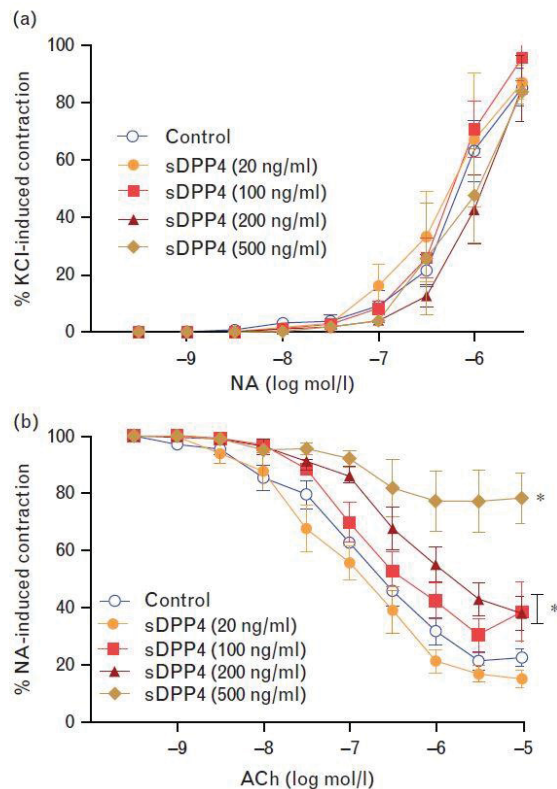 (a)
100
80
60
40
20
0
% KCl-induced contraction
Control
sDPP4 (20 ng/ml)
sDPP4 (100 ng/ml)
sDPP4 (200 ng/ml)
sDPP4 (500 ng/ml)
–9 –8 –7 –6
NA (log mol/l)
(b)
100
80
60
40
20
0
% NA-induced contraction
*
*
Control
sDPP4 (20 ng/ml)
sDPP4 (100 ng/ml)
sDPP4 (200 ng/ml)
sDPP4 (500 ng/ml)
–9 –8 –7 –6 –5
ACh (log mol/l)